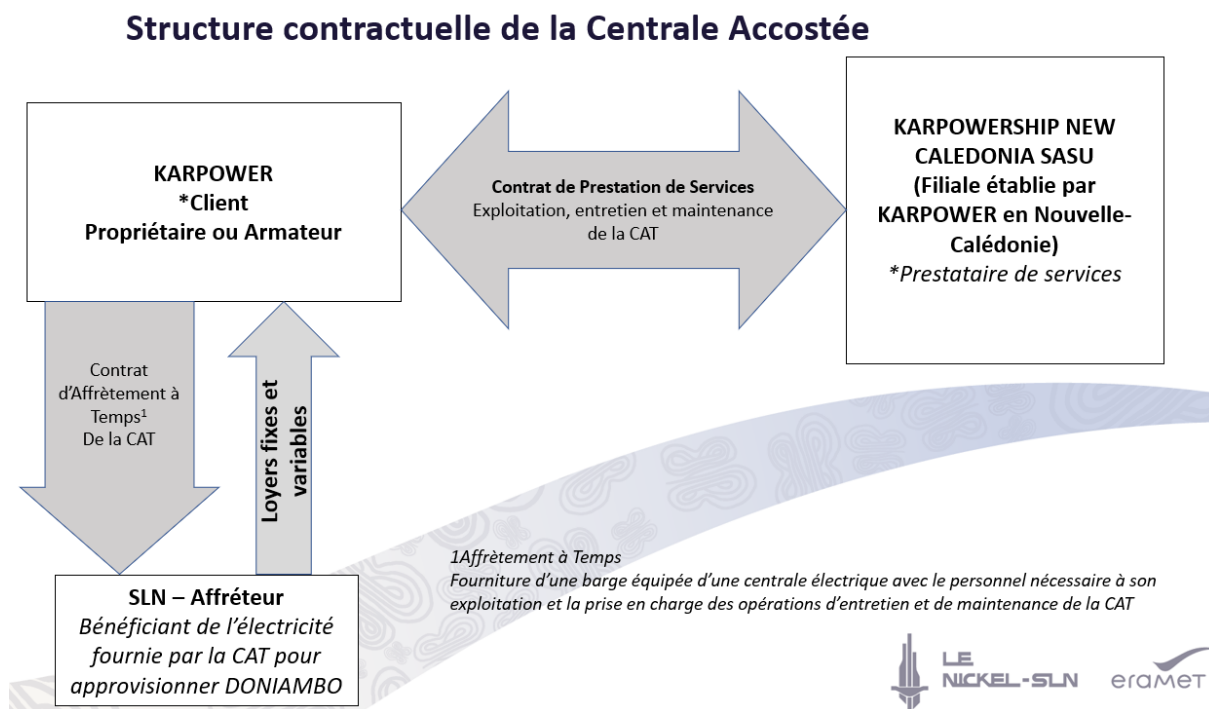 Structure contractuelle de la Centrale Accostée
KARPOWER
*Client
Propriétaire ou Armateur
Contrat de Prestation de Services
Exploitation, entretien et maintenance
de la CAT
KARPOWERSHIP NEW
CALEDONIA SASU
(Filiale établie par
KARPOWER en Nouvelle-
Calédonie)
*Prestataire de services
Contrat
d'Affrètement à
Temps¹
De la CAT
Loyers fixes et
variables
SLN – Affréteur
Bénéficiant de l'électricité
fournie par la CAT pour
approvisionner DONIAMBO
1Affrètement à Temps
Fourniture d'une barge équipée d'une centrale électrique avec le personnel nécessaire à son
exploitation et la prise en charge des opérations d'entretien et de maintenance de la CAT
LE
NICKEL-SLN
eramet